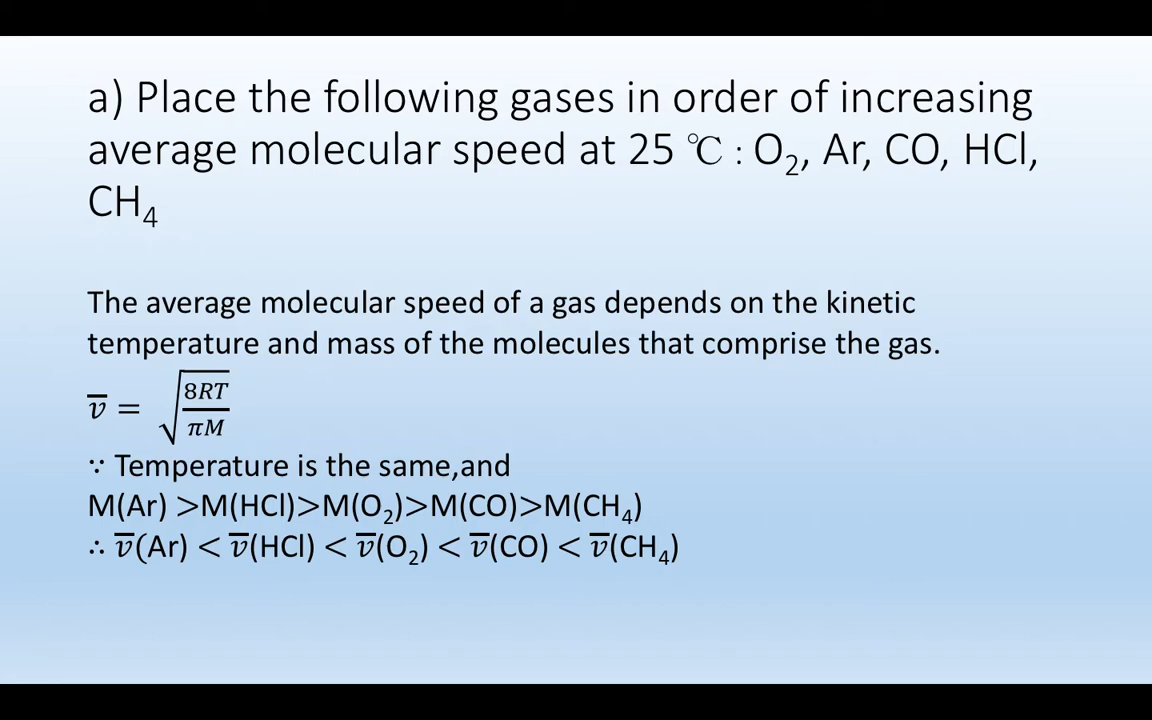 a) Place the following gases in order of increasing
average molecular speed at 25 ℃ : O₂, Ar, CO, HCl,
CH₄
The average molecular speed of a gas depends on the kinetic
temperature and mass of the molecules that comprise the gas.
v̅ = √(8RT/πM)
∵ Temperature is the same,and
M(Ar) >M(HCl)>M(O₂)>M(CO)>M(CH₄)
∴ v̅(Ar) < v̅(HCl) < v̅(O₂) < v̅(CO) < v̅(CH₄)